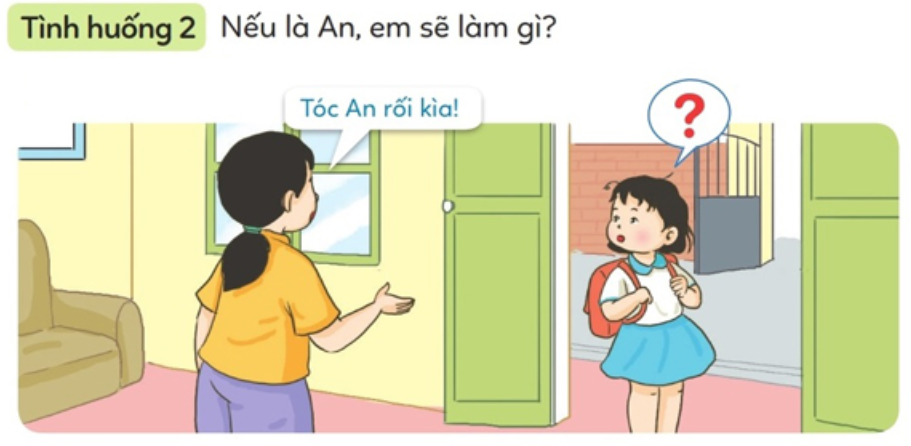 Tình huống 2 Nếu là An, em sẽ làm gì?
Tóc An rối kìa!
?